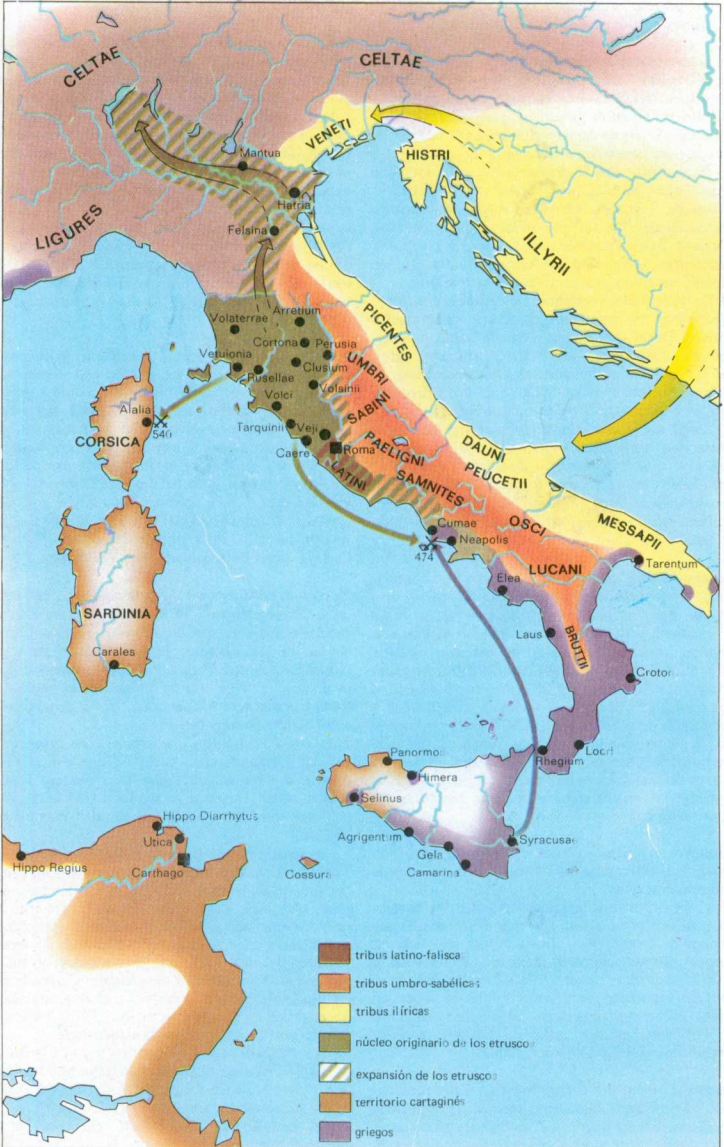 CELTAE
CELTAE
VENETI
HISTRI
Mantua
Hatria
Felsina
LIGURES
ILLYRII
Volaterrae
Arretium
Cortona
Perusia
PICENTES
Vetulonia
Clusium
UMBRI
Rusellae
Volsinii
Volci
SABINI
Alalia
540
CORSICA
Tarquinii
Veji
Caere
Roma
PAELIGNI
DAUNI
LATINI
SAMNITES
PEUCETII
Cumae
OSCI
MESSAPII
Neapolis
474
LUCANI
Tarentum
Elea
SARDINIA
Laus
BRUTTII
Carales
Croton
Panormos
Locri
Rhegium
Himera
Selinus
Hippo Diarrhytus
Utica
Agrigentum
Syracusae
Hippo Regius
Carthago
Cossura
Gela
Camarina
tribus latino-falisca
tribus umbro-sabélicas
tribus ilíricas
núcleo originario de los etruscos
expansión de los etruscos
territorio cartaginés
griegos